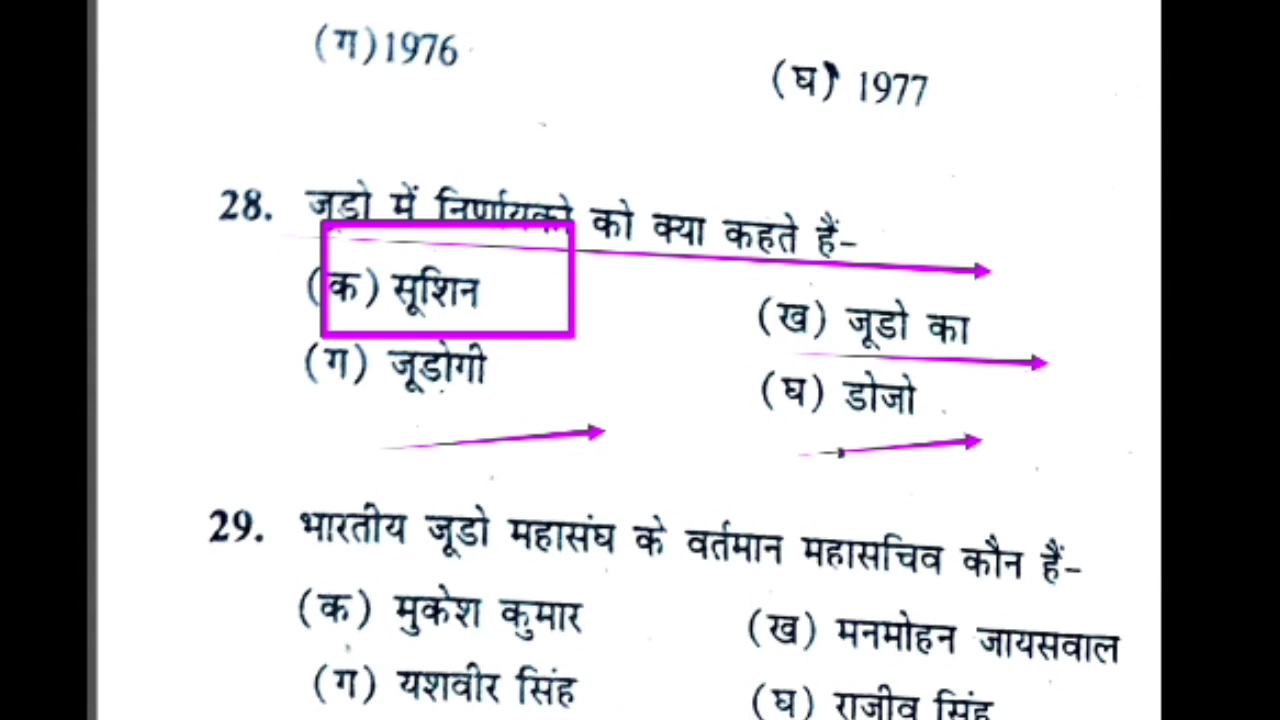 (ग)1976
(घ) 1977
28. जूडो में निर्णायको को क्या कहते हैं-
(क) सूशिन
(ख) जूडो का
(ग) जूडोगी
(घ) डोजो
29. भारतीय जूडो महासंघ के वर्तमान महासचिव कौन हैं-
(क) मुकेश कुमार
(ख) मनमोहन जायसवाल
(ग) यशवीर सिंह
(घ) राजीव सिंह